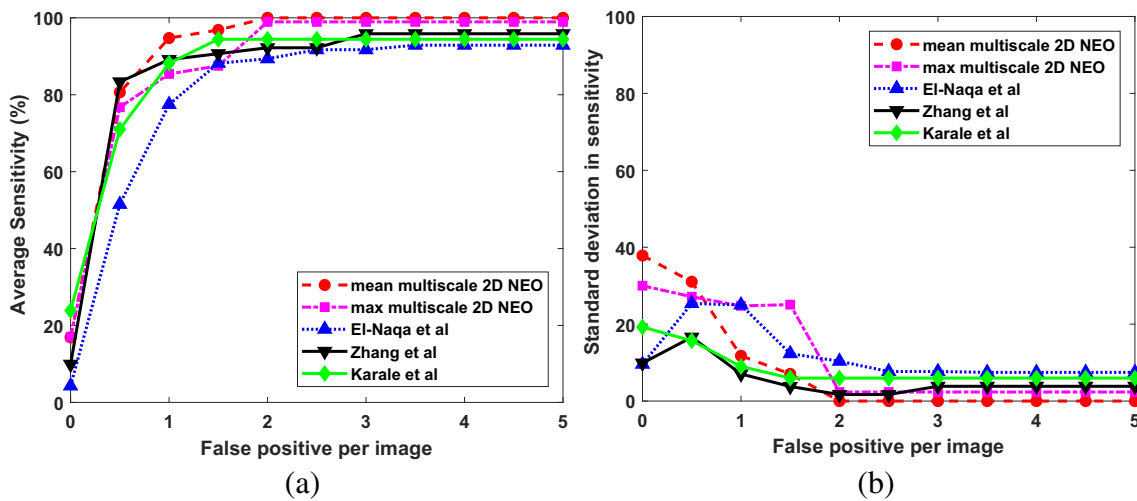 100
80
60
40
20
0
Average Sensitivity (%)
mean multiscale 2D NEO
max multiscale 2D NEO
El-Naqa et al
Zhang et al
Karale et al
0 1 2 3 4 5
False positive per image
(a)
100
80
60
40
20
0
Standard deviation in sensitivity
mean multiscale 2D NEO
max multiscale 2D NEO
El-Naqa et al
Zhang et al
Karale et al
0 1 2 3 4 5
False positive per image
(b)